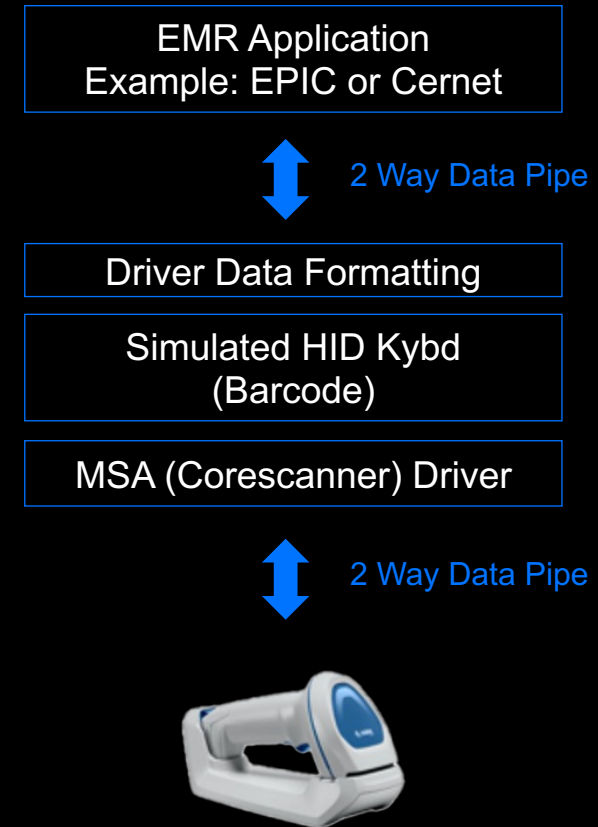 EMR Application
Example: EPIC or Cernet
2 Way Data Pipe
Driver Data Formatting
Simulated HID Kybd
(Barcode)
MSA (Corescanner) Driver
2 Way Data Pipe